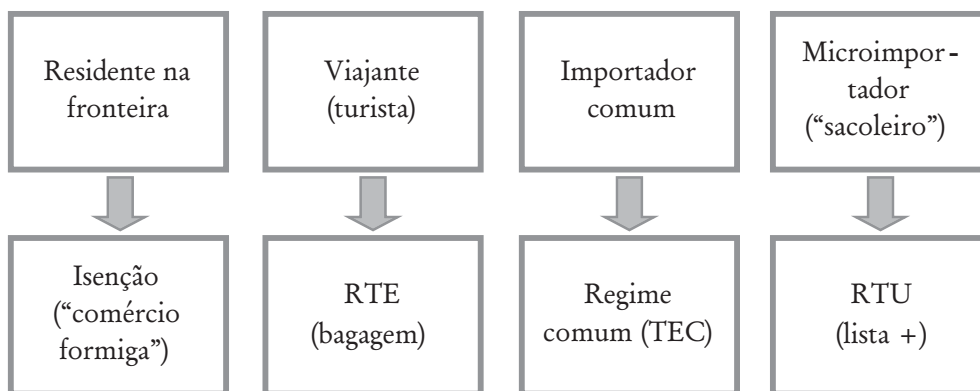 Residente na
fronteira
Viajante
(turista)
Importador
comum
Microimpor-
tador
(“sacoleiro”)
Isenção
(“comércio
formiga”)
RTE
(bagagem)
Regime
comum (TEC)
RTU
(lista +)